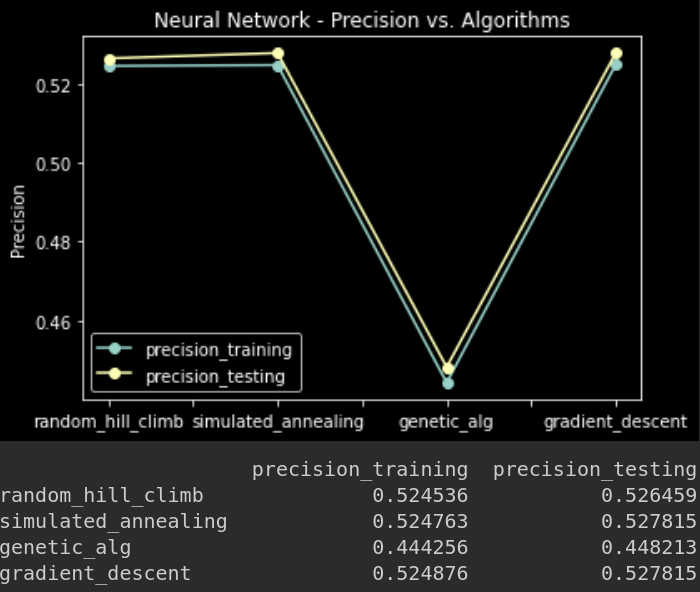 Neural Network - Precision vs. Algorithms
0.52
0.50
0.48
0.46
Precision
precision_training
precision_testing
random_hill_climb simulated_annealing genetic_alg gradient_descent
precision_training precision_testing
random_hill_climb 0.524536 0.526459
simulated_annealing 0.524763 0.527815
genetic_alg 0.444256 0.448213
gradient_descent 0.524876 0.527815